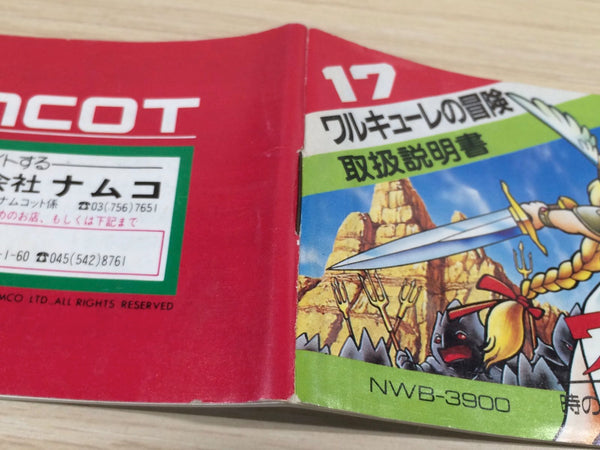 NCOT
イトする
会社 ナムコ
ナムコット係 ☎03(756)7651
めのお店、もしくは下記まで
-1-60 ☎045(542)8761
MCO LTD.,ALL RIGHTS RESERVED
17
ワルキューレの冒険
取扱説明書
NWB-3900
時の